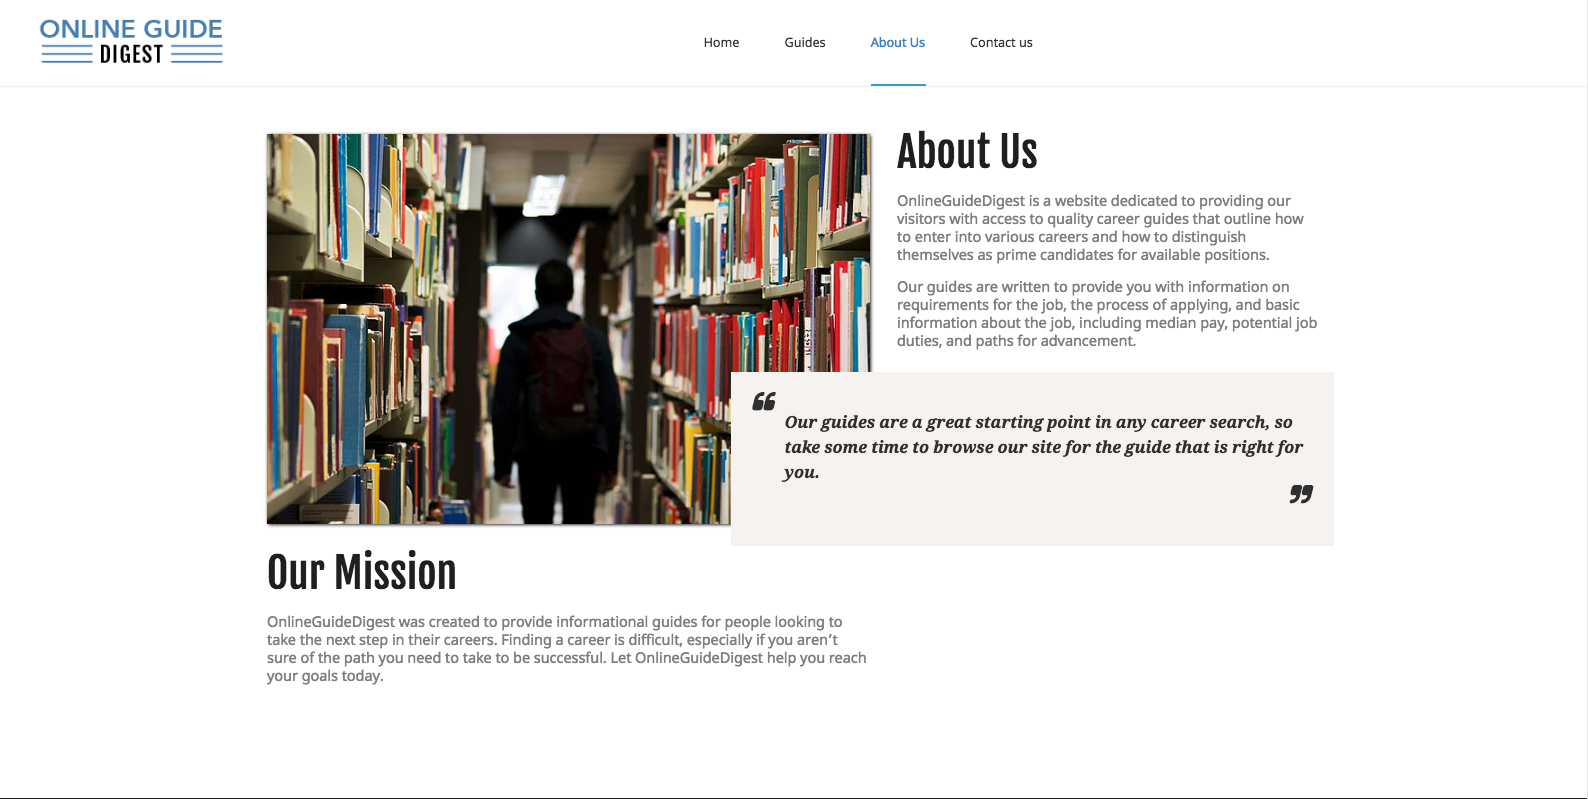 ONLINE GUIDE
DIGEST
Home
Guides
About Us
Contact us
About Us
OnlineGuideDigest is a website dedicated to providing our
visitors with access to quality career guides that outline how
to enter into various careers and how to distinguish
themselves as prime candidates for available positions.
Our guides are written to provide you with information on
requirements for the job, the process of applying, and basic
information about the job, including median pay, potential job
duties, and paths for advancement.
“
Our guides are a great starting point in any career search, so
take some time to browse our site for the guide that is right for
you.
”
Our Mission
OnlineGuideDigest was created to provide informational guides for people looking to
take the next step in their careers. Finding a career is difficult, especially if you aren’t
sure of the path you need to take to be successful. Let OnlineGuideDigest help you reach
your goals today.